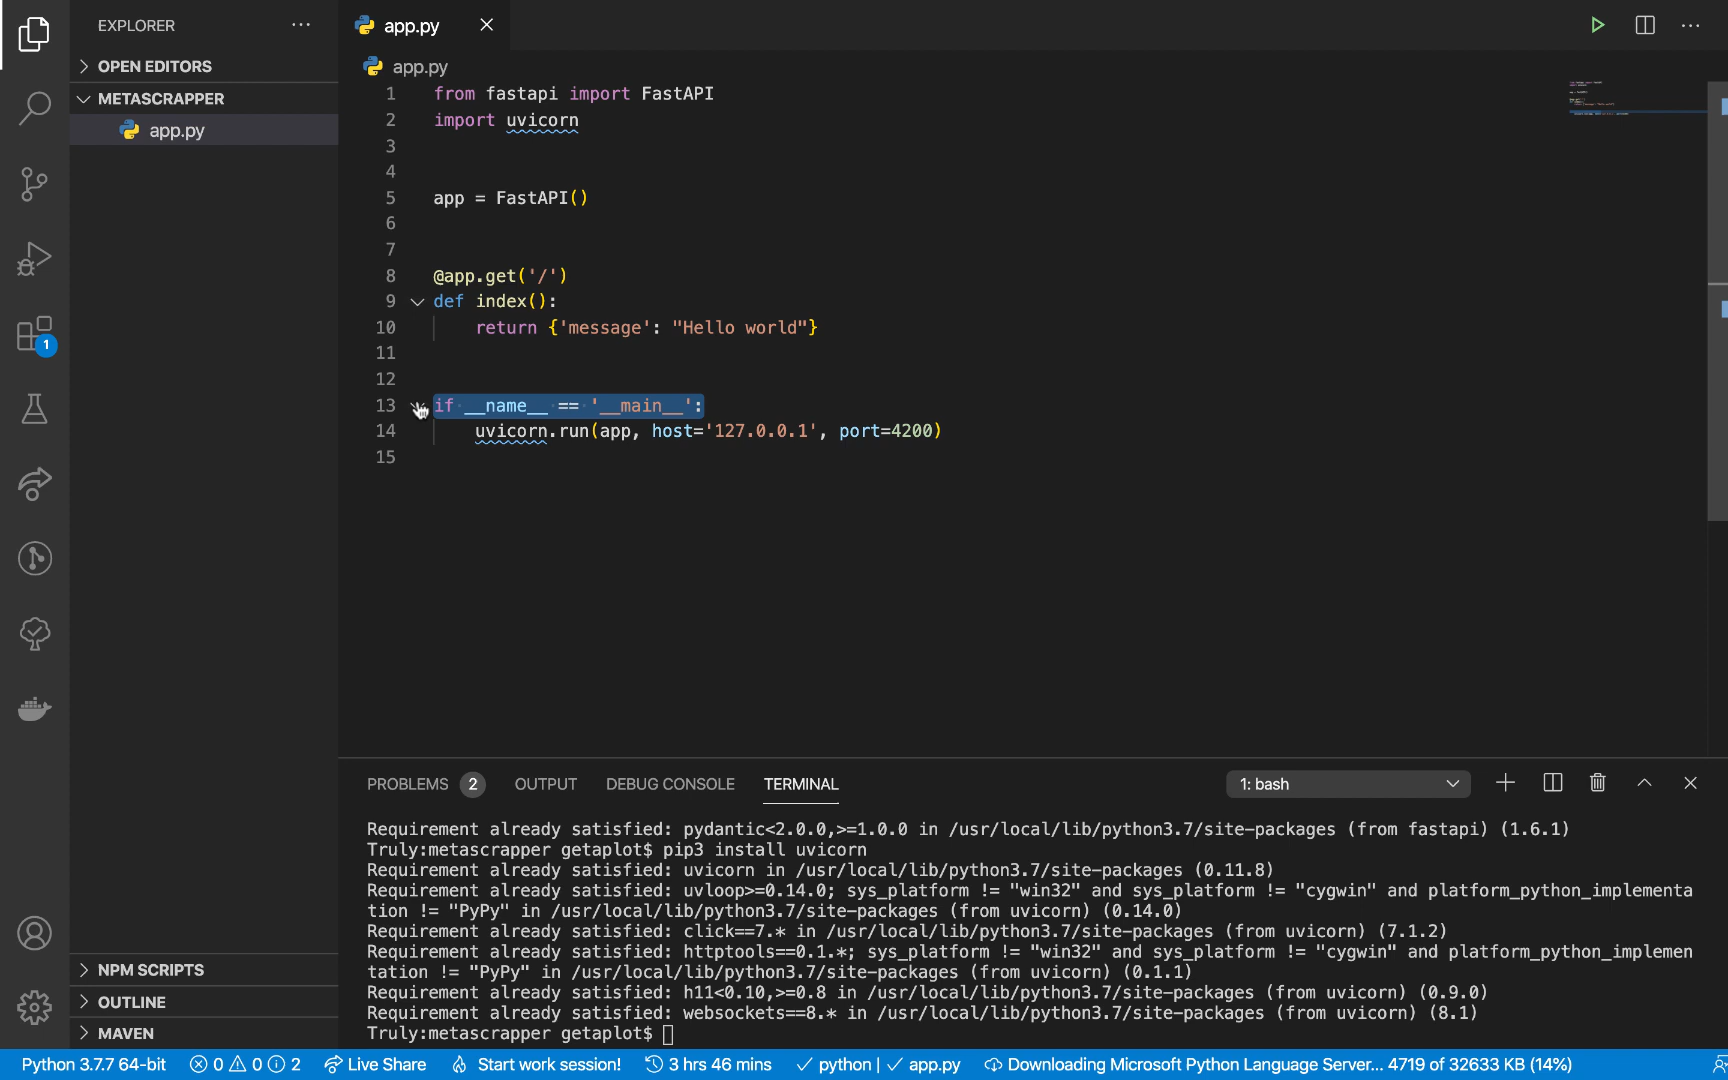 EXPLORER
OPEN EDITORS
METASCRAPPER
app.py
NPM SCRIPTS
OUTLINE
MAVEN
1
app.py
app.py
1 from fastapi import FastAPI
2 import uvicorn
3
4
5 app = FastAPI()
6
7
8 @app.get('/')
9 def index():
10 return {'message': "Hello world"}
11
12
13 if __name__ == '__main__':
14 uvicorn.run(app, host='127.0.0.1', port=4200)
15
PROBLEMS 2 OUTPUT DEBUG CONSOLE TERMINAL 1: bash
Requirement already satisfied: pydantic<2.0.0,>=1.0.0 in /usr/local/lib/python3.7/site-packages (from fastapi) (1.6.1)
Truly:metascrapper getaplot$ pip3 install uvicorn
Requirement already satisfied: uvicorn in /usr/local/lib/python3.7/site-packages (0.11.8)
Requirement already satisfied: uvloop>=0.14.0; sys_platform != "win32" and sys_platform != "cygwin" and platform_python_implementa
tion != "PyPy" in /usr/local/lib/python3.7/site-packages (from uvicorn) (0.14.0)
Requirement already satisfied: click==7.* in /usr/local/lib/python3.7/site-packages (from uvicorn) (7.1.2)
Requirement already satisfied: httptools==0.1.*; sys_platform != "win32" and sys_platform != "cygwin" and platform_python_implemen
tation != "PyPy" in /usr/local/lib/python3.7/site-packages (from uvicorn) (0.1.1)
Requirement already satisfied: h11<0.10,>=0.8 in /usr/local/lib/python3.7/site-packages (from uvicorn) (0.9.0)
Requirement already satisfied: websockets==8.* in /usr/local/lib/python3.7/site-packages (from uvicorn) (8.1)
Truly:metascrapper getaplot$
Python 3.7.7 64-bit 0 0 2 Live Share Start work session! 3 hrs 46 mins python | app.py Downloading Microsoft Python Language Server... 4719 of 32633 KB (14%)